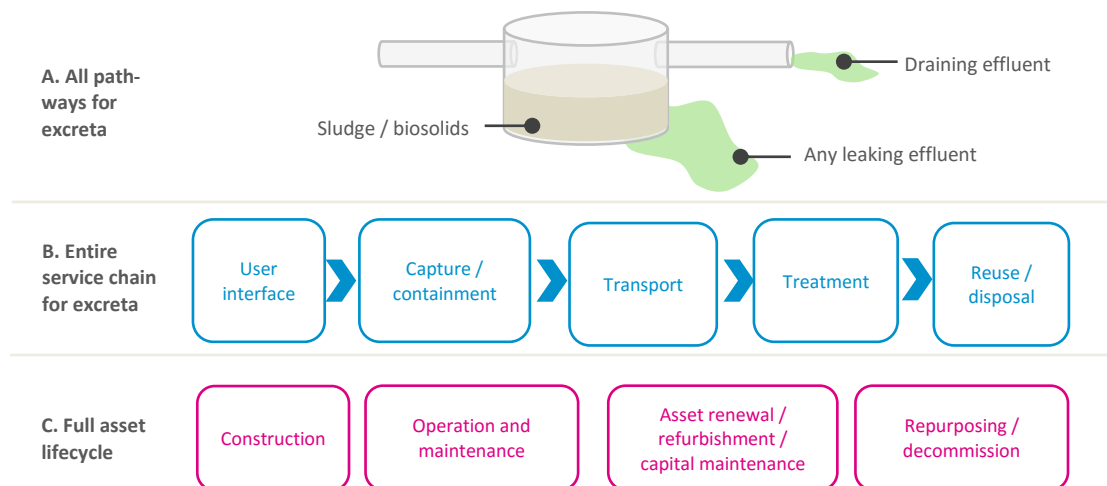 A. All path-
ways for
excreta
Draining effluent
Sludge / biosolids
Any leaking effluent
B. Entire
service chain
for excreta
User
interface
Capture /
containment
Transport
Treatment
Reuse /
disposal
C. Full asset
lifecycle
Construction
Operation and
maintenance
Asset renewal /
refurbishment /
capital maintenance
Repurposing /
decommission